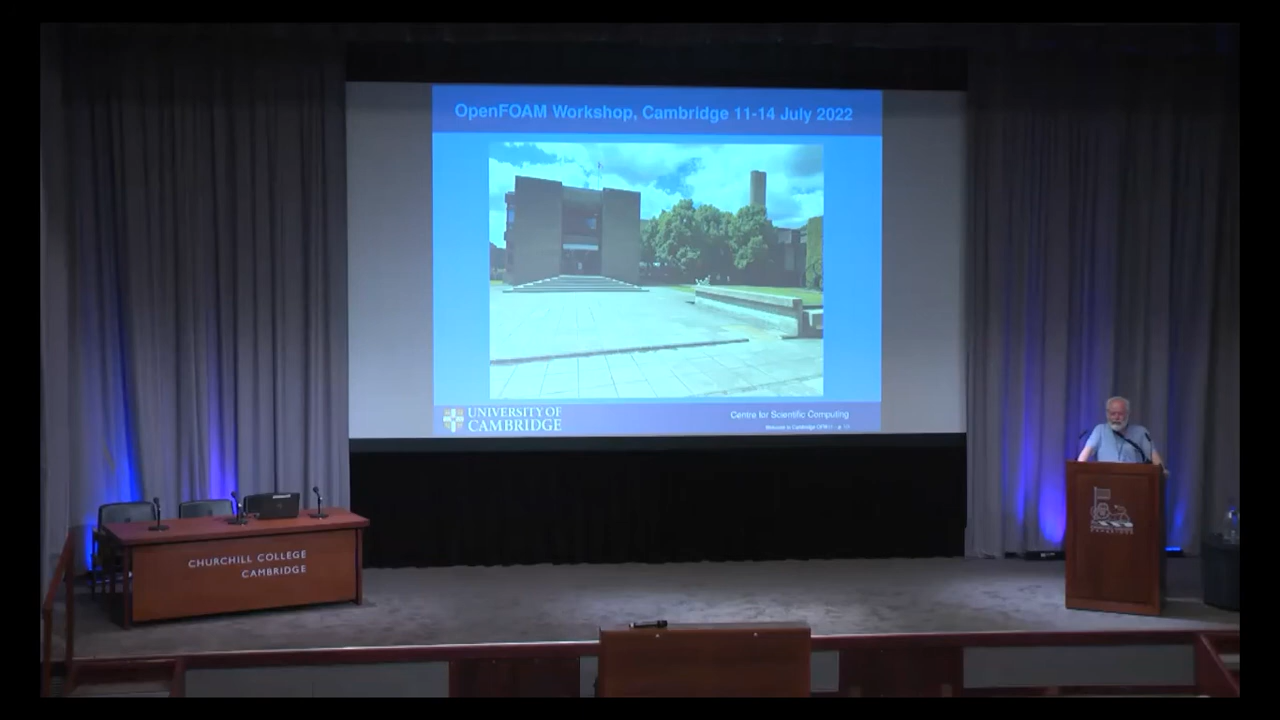 OpenFOAM Workshop, Cambridge 11-14 July 2022
UNIVERSITY OF
CAMBRIDGE
Centre for Scientific Computing
CHURCHILL COLLEGE
CAMBRIDGE